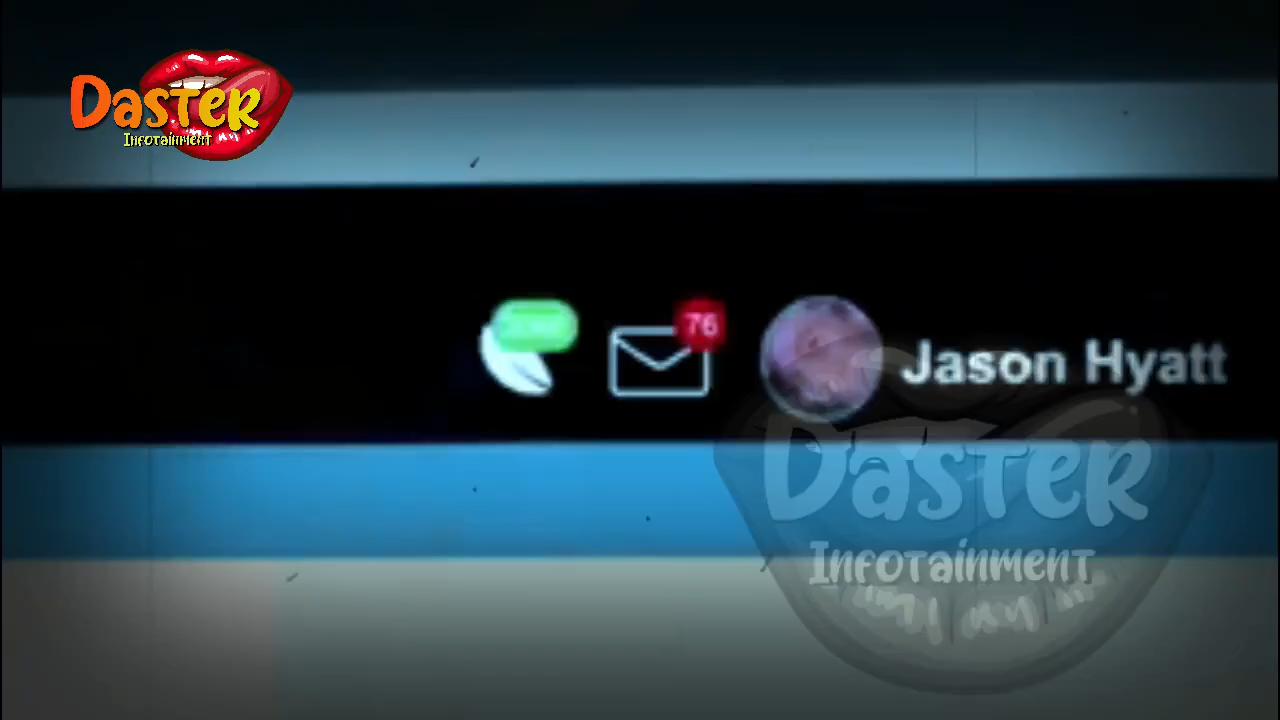 Daster
Infotainment
76
Jason Hyatt
Daster
Infotainment